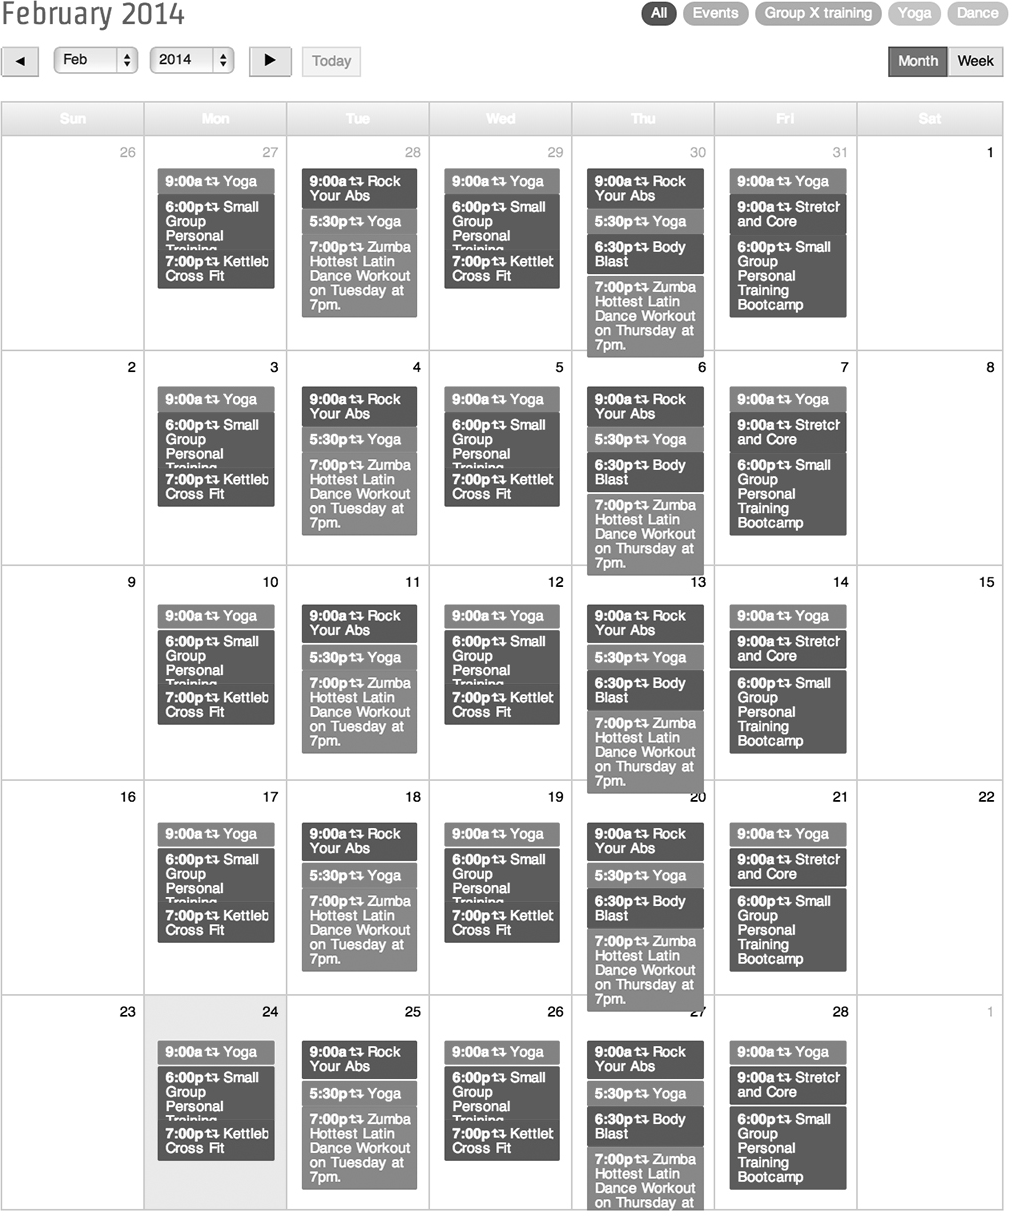 February 2014
All Events Group X training Yoga Dance
Feb 2014 Today
Month Week
Sun Mon Tue Wed Thu Fri Sat
26
27
9:00a Yoga
6:00p Small
Group
Personal
Training
7:00p Kettleb
Cross Fit
28
9:00a Rock
Your Abs
5:30p Yoga
7:00p Zumba
Hottest Latin
Dance Workout
on Tuesday at
7pm.
29
9:00a Yoga
6:00p Small
Group
Personal
Training
7:00p Kettleb
Cross Fit
30
9:00a Rock
Your Abs
5:30p Yoga
6:30p Body
Blast
7:00p Zumba
Hottest Latin
Dance Workout
on Thursday at
7pm.
31
9:00a Yoga
9:00a Stretch
and Core
6:00p Small
Group
Personal
Training
Bootcamp
1
2
3
9:00a Yoga
6:00p Small
Group
Personal
Training
7:00p Kettleb
Cross Fit
4
9:00a Rock
Your Abs
5:30p Yoga
7:00p Zumba
Hottest Latin
Dance Workout
on Tuesday at
7pm.
5
9:00a Yoga
6:00p Small
Group
Personal
Training
7:00p Kettleb
Cross Fit
6
9:00a Rock
Your Abs
5:30p Yoga
6:30p Body
Blast
7:00p Zumba
Hottest Latin
Dance Workout
on Thursday at
7pm.
7
9:00a Yoga
9:00a Stretch
and Core
6:00p Small
Group
Personal
Training
Bootcamp
8
9
10
9:00a Yoga
6:00p Small
Group
Personal
Training
7:00p Kettleb
Cross Fit
11
9:00a Rock
Your Abs
5:30p Yoga
7:00p Zumba
Hottest Latin
Dance Workout
on Tuesday at
7pm.
12
9:00a Yoga
6:00p Small
Group
Personal
Training
7:00p Kettleb
Cross Fit
13
9:00a Rock
Your Abs
5:30p Yoga
6:30p Body
Blast
7:00p Zumba
Hottest Latin
Dance Workout
on Thursday at
7pm.
14
9:00a Yoga
9:00a Stretch
and Core
6:00p Small
Group
Personal
Training
Bootcamp
15
16
17
9:00a Yoga
6:00p Small
Group
Personal
Training
7:00p Kettleb
Cross Fit
18
9:00a Rock
Your Abs
5:30p Yoga
7:00p Zumba
Hottest Latin
Dance Workout
on Tuesday at
7pm.
19
9:00a Yoga
6:00p Small
Group
Personal
Training
7:00p Kettleb
Cross Fit
20
9:00a Rock
Your Abs
5:30p Yoga
6:30p Body
Blast
7:00p Zumba
Hottest Latin
Dance Workout
on Thursday at
7pm.
21
9:00a Yoga
9:00a Stretch
and Core
6:00p Small
Group
Personal
Training
Bootcamp
22
23
24
9:00a Yoga
6:00p Small
Group
Personal
Training
7:00p Kettleb
Cross Fit
25
9:00a Rock
Your Abs
5:30p Yoga
7:00p Zumba
Hottest Latin
Dance Workout
on Tuesday at
7pm.
26
9:00a Yoga
6:00p Small
Group
Personal
Training
7:00p Kettleb
Cross Fit
27
9:00a Rock
Your Abs
5:30p Yoga
6:30p Body
Blast
7:00p Zumba
Hottest Latin
Dance Workout
on Thursday at
28
9:00a Yoga
9:00a Stretch
and Core
6:00p Small
Group
Personal
Training
Bootcamp
1